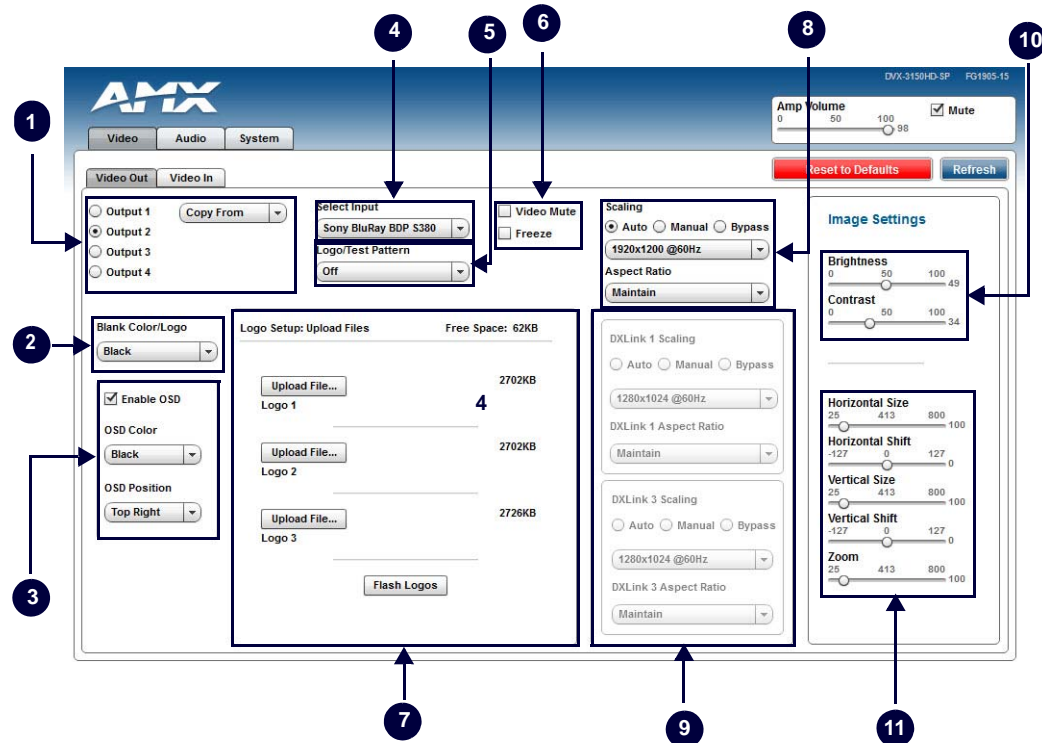 4
5
6
8
10
1
AMX
DVX-3150HD-SP FG1905-15
Amp Volume
0 50 100
98
Mute
Video Audio System
Reset to Defaults Refresh
Video Out Video In
Output 1
Output 2
Output 3
Output 4
Copy From
Select Input
Sony BluRay BDP S380
Logo/Test Pattern
Off
Video Mute
Freeze
Scaling
Auto Manual Bypass
1920x1200 @60Hz
Aspect Ratio
Maintain
Image Settings
Brightness
0 50 100
49
Contrast
0 50 100
34
2
Blank Color/Logo
Black
Enable OSD
OSD Color
Black
OSD Position
Top Right
3
Logo Setup: Upload Files Free Space: 62KB
Upload File... 2702KB
Logo 1 4
Upload File... 2702KB
Logo 2
Upload File... 2726KB
Logo 3
Flash Logos
DXLink 1 Scaling
Auto Manual Bypass
1280x1024 @60Hz
DXLink 1 Aspect Ratio
Maintain
DXLink 3 Scaling
Auto Manual Bypass
1280x1024 @60Hz
DXLink 3 Aspect Ratio
Maintain
Horizontal Size
25 413 800
100
Horizontal Shift
-127 0 127
0
Vertical Size
25 413 800
100
Vertical Shift
-127 0 127
0
Zoom
25 413 800
100
7
9
11